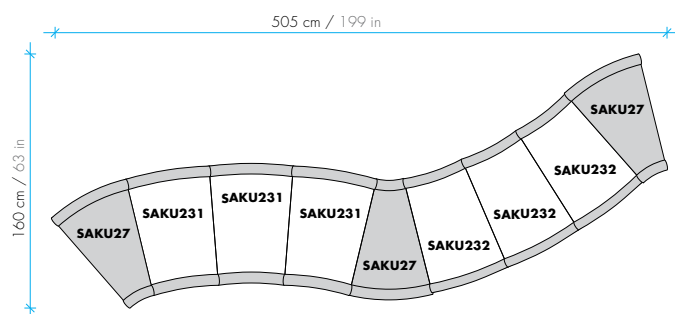 505 cm / 199 in
160 cm / 63 in
SAKU27
SAKU231
SAKU231
SAKU231
SAKU27
SAKU232
SAKU232
SAKU232
SAKU27